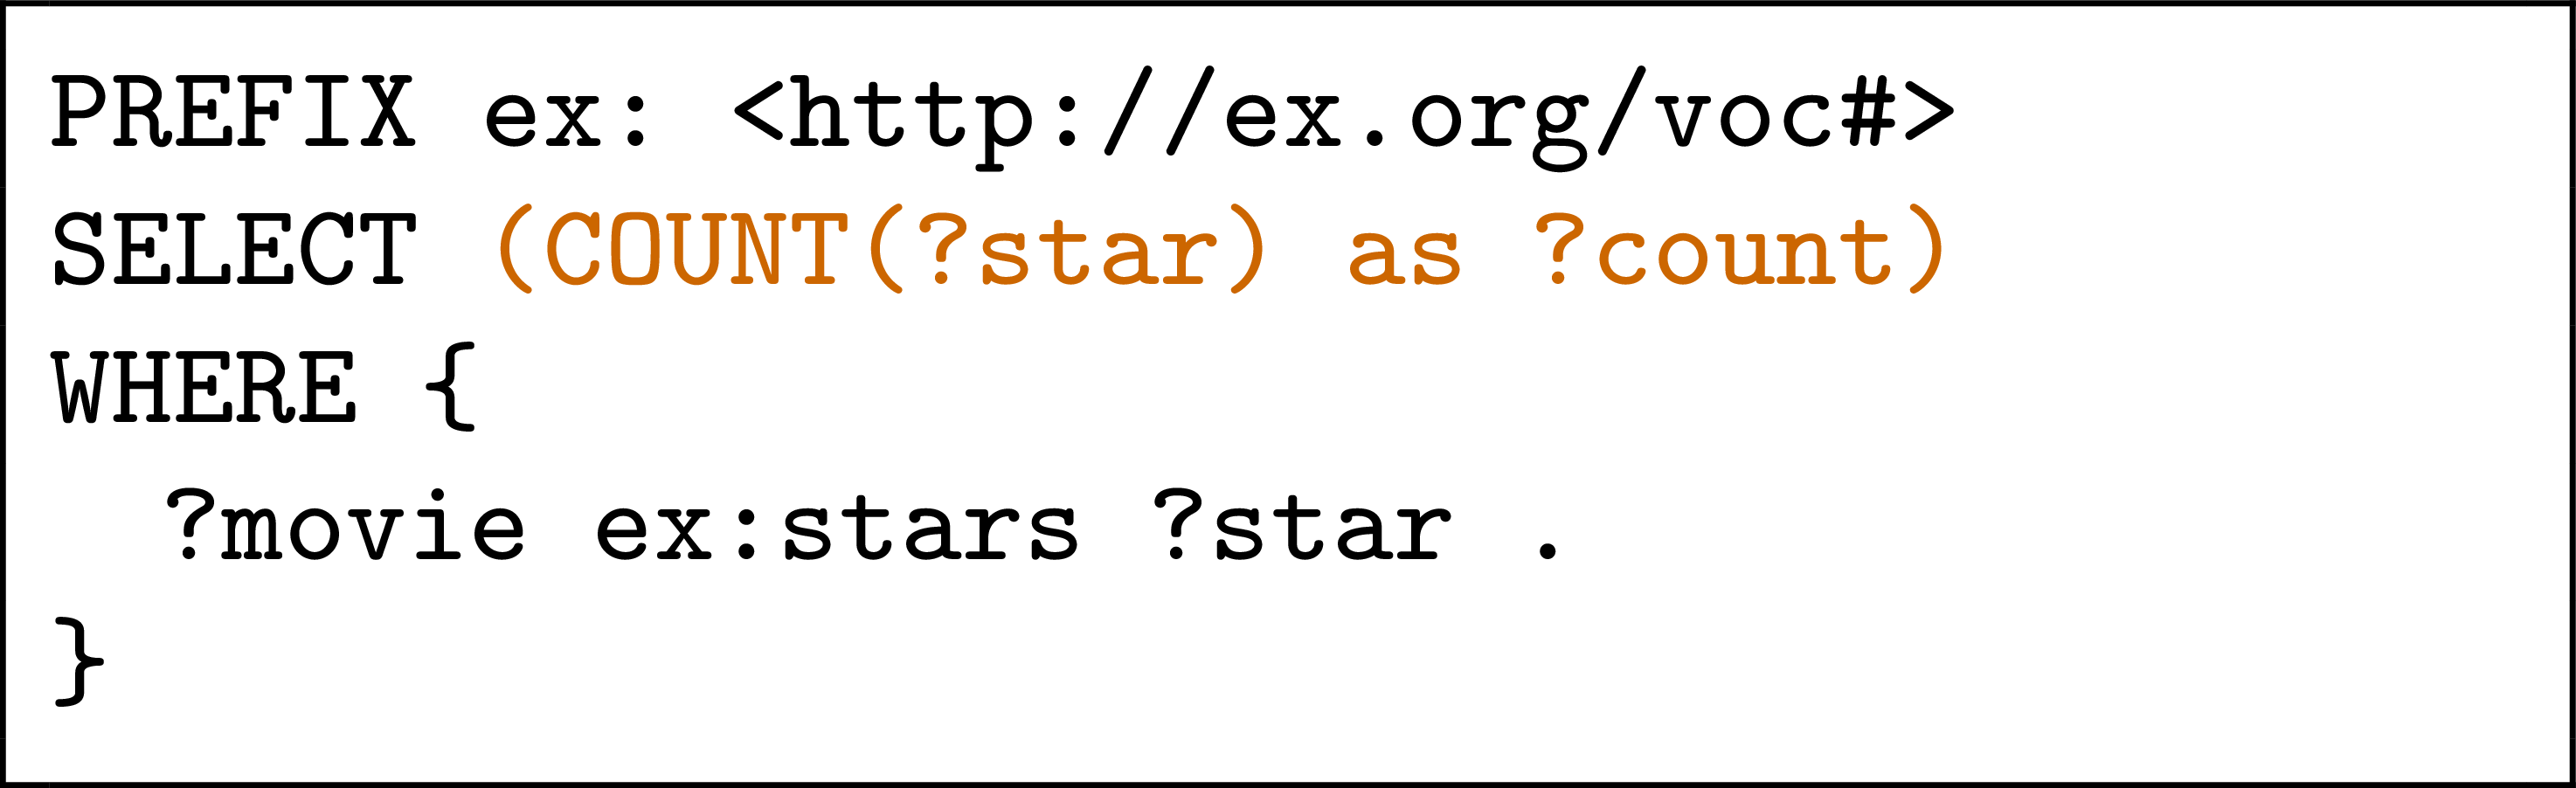 PREFIX ex: <http://ex.org/voc#>
SELECT (COUNT(?star) as ?count)
WHERE {
  ?movie ex:stars ?star .
}